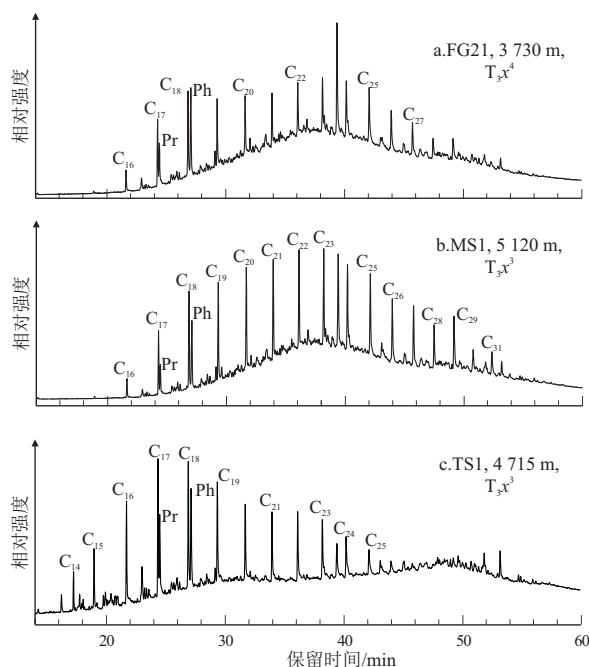 相对强度
a.FG21, 3 730 m,
T₃x⁴
C₁₆
C₁₇
Pr
C₁₈
Ph
C₂₀
C₂₂
C₂₅
C₂₇
相对强度
b.MS1, 5 120 m,
T₃x³
C₁₆
C₁₇
Pr
C₁₈
Ph
C₁₉
C₂₀
C₂₁
C₂₂
C₂₃
C₂₅
C₂₆
C₂₈
C₂₉
C₃₁
相对强度
c.TS1, 4 715 m,
T₃x³
C₁₄
C₁₅
C₁₆
C₁₇
Pr
C₁₈
Ph
C₁₉
C₂₁
C₂₃
C₂₄
C₂₅
20 30 40 50 60
保留时间/min